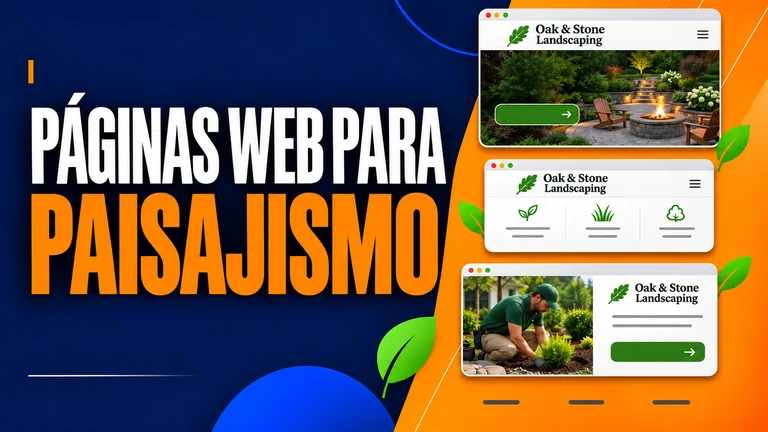 PÁGINAS WEB PARA
PAISAJISMO
Oak & Stone
Landscaping
Oak & Stone
Landscaping
Oak & Stone
Landscaping